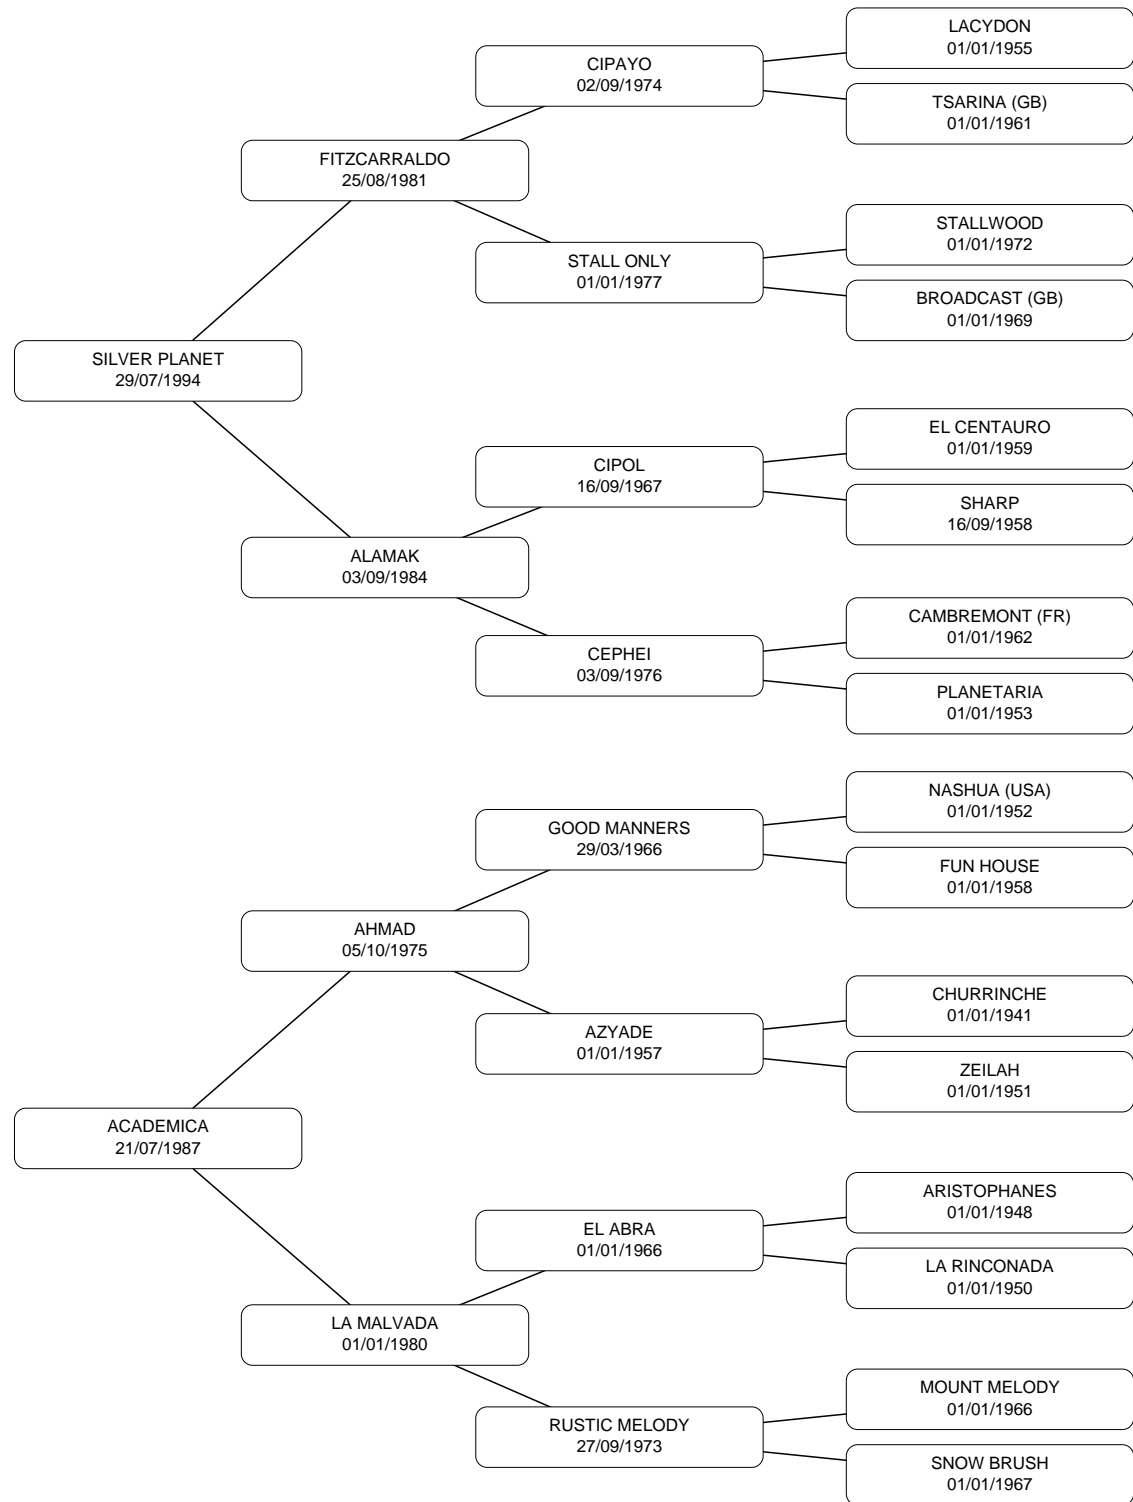 LACYDON
01/01/1955
CIPAYO
02/09/1974
TSARINA (GB)
01/01/1961
FITZCARRALDO
25/08/1981
STALLWOOD
01/01/1972
STALL ONLY
01/01/1977
BROADCAST (GB)
01/01/1969
SILVER PLANET
29/07/1994
EL CENTAURO
01/01/1959
CIPOL
16/09/1967
SHARP
16/09/1958
ALAMAK
03/09/1984
CAMBREMONT (FR)
01/01/1962
CEPHEI
03/09/1976
PLANETARIA
01/01/1953
NASHUA (USA)
01/01/1952
GOOD MANNERS
29/03/1966
FUN HOUSE
01/01/1958
AHMAD
05/10/1975
CHURRINCHE
01/01/1941
AZYADE
01/01/1957
ZEILAH
01/01/1951
ACADEMICA
21/07/1987
ARISTOPHANES
01/01/1948
EL ABRA
01/01/1966
LA RINCONADA
01/01/1950
LA MALVADA
01/01/1980
MOUNT MELODY
01/01/1966
RUSTIC MELODY
27/09/1973
SNOW BRUSH
01/01/1967